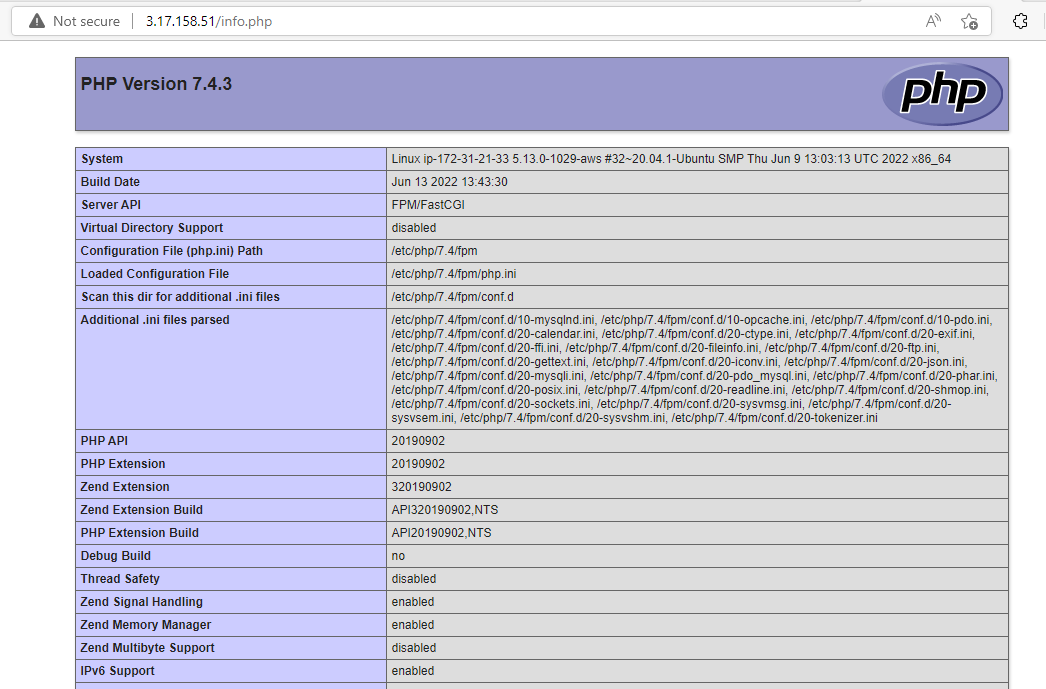 Not secure | 3.17.158.51/info.php
PHP Version 7.4.3
php
System Linux ip-172-31-21-33 5.13.0-1029-aws #32~20.04.1-Ubuntu SMP Thu Jun 9 13:03:13 UTC 2022 x86_64
Build Date Jun 13 2022 13:43:30
Server API FPM/FastCGI
Virtual Directory Support disabled
Configuration File (php.ini) Path /etc/php/7.4/fpm
Loaded Configuration File /etc/php/7.4/fpm/php.ini
Scan this dir for additional .ini files /etc/php/7.4/fpm/conf.d
Additional .ini files parsed /etc/php/7.4/fpm/conf.d/10-mysqlnd.ini, /etc/php/7.4/fpm/conf.d/10-opcache.ini, /etc/php/7.4/fpm/conf.d/10-pdo.ini,
/etc/php/7.4/fpm/conf.d/20-calendar.ini, /etc/php/7.4/fpm/conf.d/20-ctype.ini, /etc/php/7.4/fpm/conf.d/20-exif.ini,
/etc/php/7.4/fpm/conf.d/20-ffi.ini, /etc/php/7.4/fpm/conf.d/20-fileinfo.ini, /etc/php/7.4/fpm/conf.d/20-ftp.ini,
/etc/php/7.4/fpm/conf.d/20-gettext.ini, /etc/php/7.4/fpm/conf.d/20-iconv.ini, /etc/php/7.4/fpm/conf.d/20-json.ini,
/etc/php/7.4/fpm/conf.d/20-mysqli.ini, /etc/php/7.4/fpm/conf.d/20-pdo_mysql.ini, /etc/php/7.4/fpm/conf.d/20-phar.ini,
/etc/php/7.4/fpm/conf.d/20-posix.ini, /etc/php/7.4/fpm/conf.d/20-readline.ini, /etc/php/7.4/fpm/conf.d/20-shmop.ini,
/etc/php/7.4/fpm/conf.d/20-sockets.ini, /etc/php/7.4/fpm/conf.d/20-sysvmsg.ini, /etc/php/7.4/fpm/conf.d/20-
sysvsem.ini, /etc/php/7.4/fpm/conf.d/20-sysvshm.ini, /etc/php/7.4/fpm/conf.d/20-tokenizer.ini
PHP API 20190902
PHP Extension 20190902
Zend Extension 320190902
Zend Extension Build API320190902,NTS
PHP Extension Build API20190902,NTS
Debug Build no
Thread Safety disabled
Zend Signal Handling enabled
Zend Memory Manager enabled
Zend Multibyte Support disabled
IPv6 Support enabled